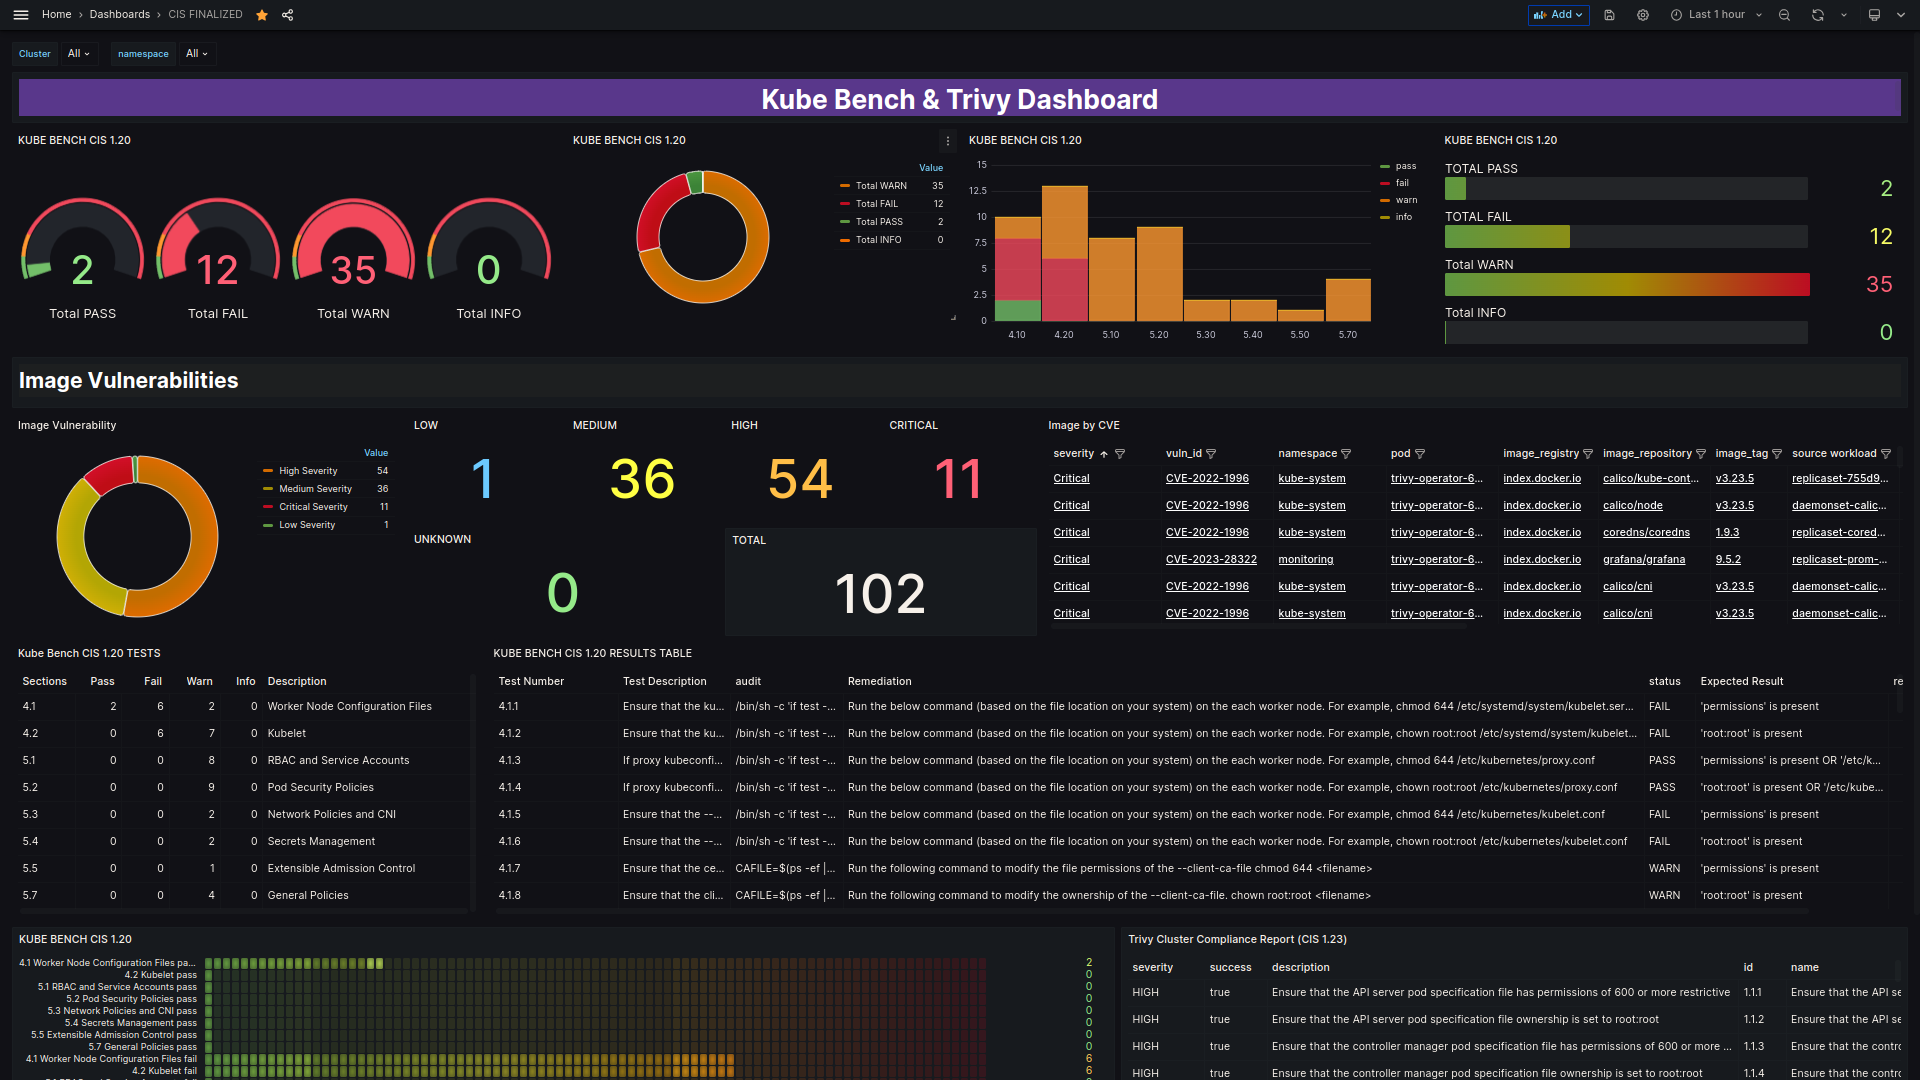 Home › Dashboards › CIS FINALIZED
Add
Last 1 hour
Cluster All namespace All
Kube Bench & Trivy Dashboard
KUBE BENCH CIS 1.20
2
Total PASS
12
Total FAIL
35
Total WARN
0
Total INFO
KUBE BENCH CIS 1.20
Value
Total WARN 35
Total FAIL 12
Total PASS 2
Total INFO 0
KUBE BENCH CIS 1.20
15
12.5
10
7.5
5
2.5
0
4.10 4.20 5.10 5.20 5.30 5.40 5.50 5.70
pass
fail
warn
info
KUBE BENCH CIS 1.20
TOTAL PASS
2
TOTAL FAIL
12
Total WARN
35
Total INFO
0
Image Vulnerabilities
Image Vulnerability
Value
High Severity 54
Medium Severity 36
Critical Severity 11
Low Severity 1
LOW
1
MEDIUM
36
HIGH
54
CRITICAL
11
UNKNOWN
0
TOTAL
102
Image by CVE
severity vuln_id namespace pod image_registry image_repository image_tag source workload
Critical CVE-2022-1996 kube-system trivy-operator-6... index.docker.io calico/kube-cont... v3.23.5 replicaset-755d9...
Critical CVE-2022-1996 kube-system trivy-operator-6... index.docker.io calico/node v3.23.5 daemonset-calic...
Critical CVE-2022-1996 kube-system trivy-operator-6... index.docker.io coredns/coredns 1.9.3 replicaset-cored...
Critical CVE-2023-28322 monitoring trivy-operator-6... index.docker.io grafana/grafana 9.5.2 replicaset-prom-...
Critical CVE-2022-1996 kube-system trivy-operator-6... index.docker.io calico/cni v3.23.5 daemonset-calic...
Critical CVE-2022-1996 kube-system trivy-operator-6... index.docker.io calico/cni v3.23.5 daemonset-calic...
Kube Bench CIS 1.20 TESTS
Sections Pass Fail Warn Info Description
4.1 2 6 2 0 Worker Node Configuration Files
4.2 0 6 7 0 Kubelet
5.1 0 0 8 0 RBAC and Service Accounts
5.2 0 0 9 0 Pod Security Policies
5.3 0 0 2 0 Network Policies and CNI
5.4 0 0 2 0 Secrets Management
5.5 0 0 1 0 Extensible Admission Control
5.7 0 0 4 0 General Policies
KUBE BENCH CIS 1.20 RESULTS TABLE
Test Number Test Description audit Remediation status Expected Result re
4.1.1 Ensure that the ku... /bin/sh -c 'if test -... Run the below command (based on the file location on your system) on the each worker node. For example, chmod 644 /etc/systemd/system/kubelet.ser... FAIL 'permissions' is present
4.1.2 Ensure that the ku... /bin/sh -c 'if test -... Run the below command (based on the file location on your system) on the each worker node. For example, chown root:root /etc/systemd/system/kubelet... FAIL 'root:root' is present
4.1.3 If proxy kubeconfi... /bin/sh -c 'if test -... Run the below command (based on the file location on your system) on the each worker node. For example, chmod 644 /etc/kubernetes/proxy.conf PASS 'permissions' is present OR '/etc/k...
4.1.4 If proxy kubeconfi... /bin/sh -c 'if test -... Run the below command (based on the file location on your system) on the each worker node. For example, chown root:root /etc/kubernetes/proxy.conf PASS 'root:root' is present OR '/etc/kube...
4.1.5 Ensure that the --... /bin/sh -c 'if test -... Run the below command (based on the file location on your system) on the each worker node. For example, chmod 644 /etc/kubernetes/kubelet.conf FAIL 'permissions' is present
4.1.6 Ensure that the --... /bin/sh -c 'if test -... Run the below command (based on the file location on your system) on the each worker node. For example, chown root:root /etc/kubernetes/kubelet.conf FAIL 'root:root' is present
4.1.7 Ensure that the ce... CAFILE=$(ps -ef |... Run the following command to modify the file permissions of the --client-ca-file chmod 644 <filename> WARN 'permissions' is present
4.1.8 Ensure that the cli... CAFILE=$(ps -ef |... Run the following command to modify the ownership of the --client-ca-file. chown root:root <filename> WARN 'root:root' is present
KUBE BENCH CIS 1.20
4.1 Worker Node Configuration Files pa... 2
4.2 Kubelet pass 0
5.1 RBAC and Service Accounts pass 0
5.2 Pod Security Policies pass 0
5.3 Network Policies and CNI pass 0
5.4 Secrets Management pass 0
5.5 Extensible Admission Control pass 0
5.7 General Policies pass 0
4.1 Worker Node Configuration Files fail 6
4.2 Kubelet fail 6
Trivy Cluster Compliance Report (CIS 1.23)
severity success description id name
HIGH true Ensure that the API server pod specification file has permissions of 600 or more restrictive 1.1.1 Ensure that the API se
HIGH true Ensure that the API server pod specification file ownership is set to root:root 1.1.2 Ensure that the API se
HIGH true Ensure that the controller manager pod specification file has permissions of 600 or more ... 1.1.3 Ensure that the contro
HIGH true Ensure that the controller manager pod specification file ownership is set to root:root 1.1.4 Ensure that the contro